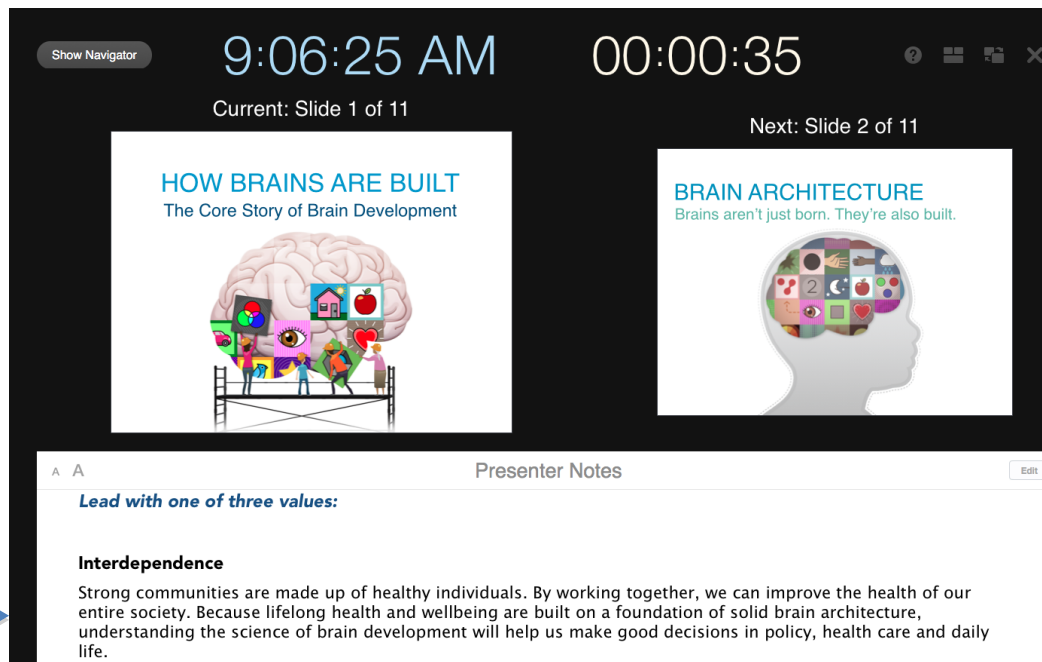 Show Navigator
9:06:25 AM
00:00:35
?
Current: Slide 1 of 11
Next: Slide 2 of 11
HOW BRAINS ARE BUILT
The Core Story of Brain Development
BRAIN ARCHITECTURE
Brains aren't just born. They're also built.
2
A A
Presenter Notes
Edit
Lead with one of three values:
Interdependence
Strong communities are made up of healthy individuals. By working together, we can improve the health of our
entire society. Because lifelong health and wellbeing are built on a foundation of solid brain architecture,
understanding the science of brain development will help us make good decisions in policy, health care and daily
life.